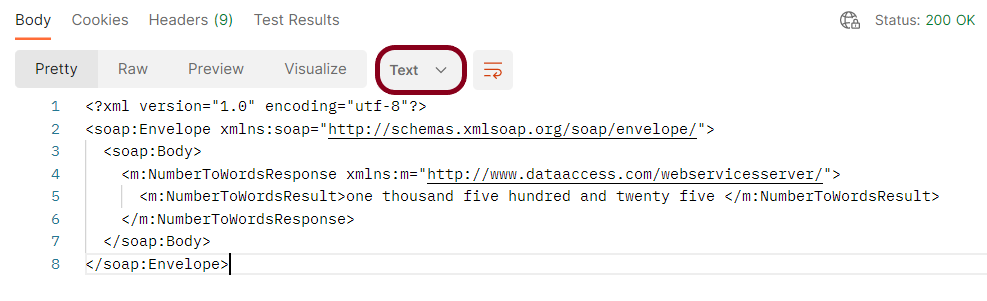 Body Cookies Headers (9) Test Results Status: 200 OK
Pretty Raw Preview Visualize Text
1 <?xml version="1.0" encoding="utf-8"?>
2 <soap:Envelope xmlns:soap="http://schemas.xmlsoap.org/soap/envelope/">
3 <soap:Body>
4 <m:NumberToWordsResponse xmlns:m="http://www.dataaccess.com/webservicesserver/">
5 <m:NumberToWordsResult>one thousand five hundred and twenty five </m:NumberToWordsResult>
6 </m:NumberToWordsResponse>
7 </soap:Body>
8 </soap:Envelope>